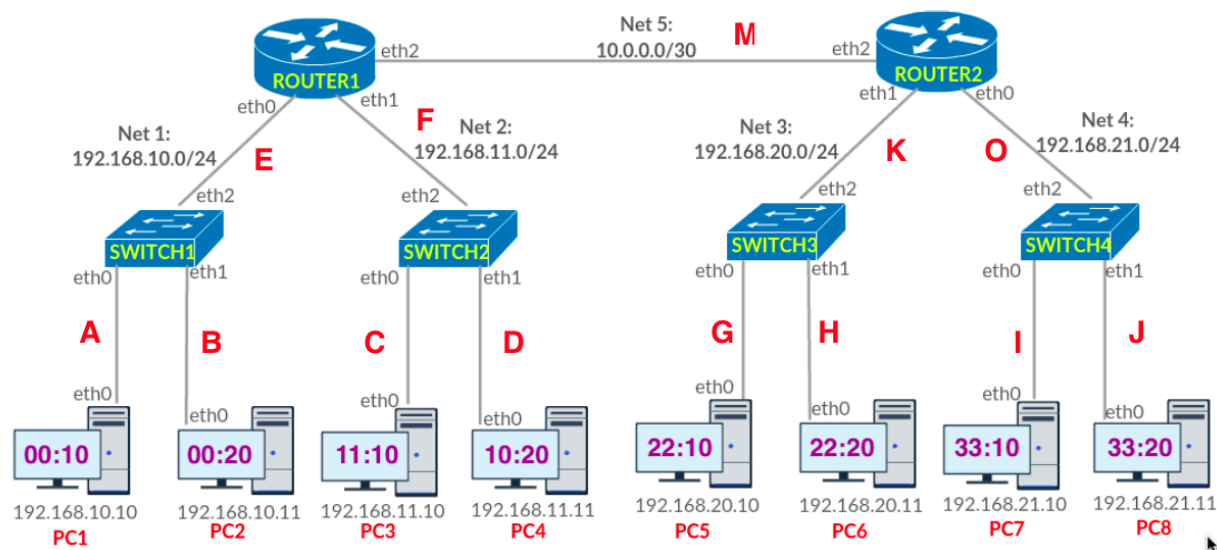 Net 5:
10.0.0.0/30
M
eth2
eth2
ROUTER1
ROUTER2
eth0
eth1
eth1
eth0
Net 1:
192.168.10.0/24
E
F
Net 2:
192.168.11.0/24
Net 3:
192.168.20.0/24
K
O
Net 4:
192.168.21.0/24
eth2
eth2
eth2
eth2
SWITCH1
SWITCH2
SWITCH3
SWITCH4
eth0
eth1
eth0
eth1
eth0
eth1
eth0
eth1
A
B
C
D
G
H
I
J
eth0
eth0
eth0
eth0
eth0
eth0
eth0
eth0
00:10
00:20
11:10
10:20
22:10
22:20
33:10
33:20
192.168.10.10
192.168.10.11
192.168.11.10
192.168.11.11
192.168.20.10
192.168.20.11
192.168.21.10
192.168.21.11
PC1
PC2
PC3
PC4
PC5
PC6
PC7
PC8